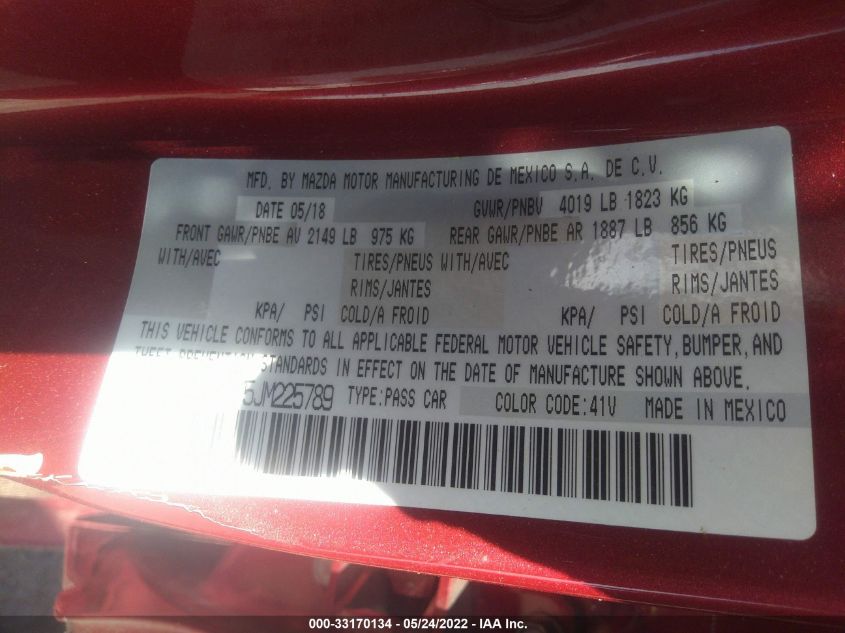 MFD. BY MAZDA MOTOR MANUFACTURING DE MEXICO S.A. DE C.V.
DATE 05/18 GVWR/PNBV 4019 LB 1823 KG
FRONT GAWR/PNBE AV 2149 LB 975 KG REAR GAWR/PNBE AR 1887 LB 856 KG
WITH/AVEC TIRES/PNEUS WITH/AVEC TIRES/PNEUS
RIMS/JANTES RIMS/JANTES
KPA/ PSI COLD/A FROID KPA/ PSI COLD/A FROID
THIS VEHICLE CONFORMS TO ALL APPLICABLE FEDERAL MOTOR VEHICLE SAFETY, BUMPER, AND
THEFT PREVENTION STANDARDS IN EFFECT ON THE DATE OF MANUFACTURE SHOWN ABOVE.
5JM225789 TYPE:PASS CAR COLOR CODE:41V MADE IN MEXICO
000-33170134 - 05/24/2022 - IAA Inc.